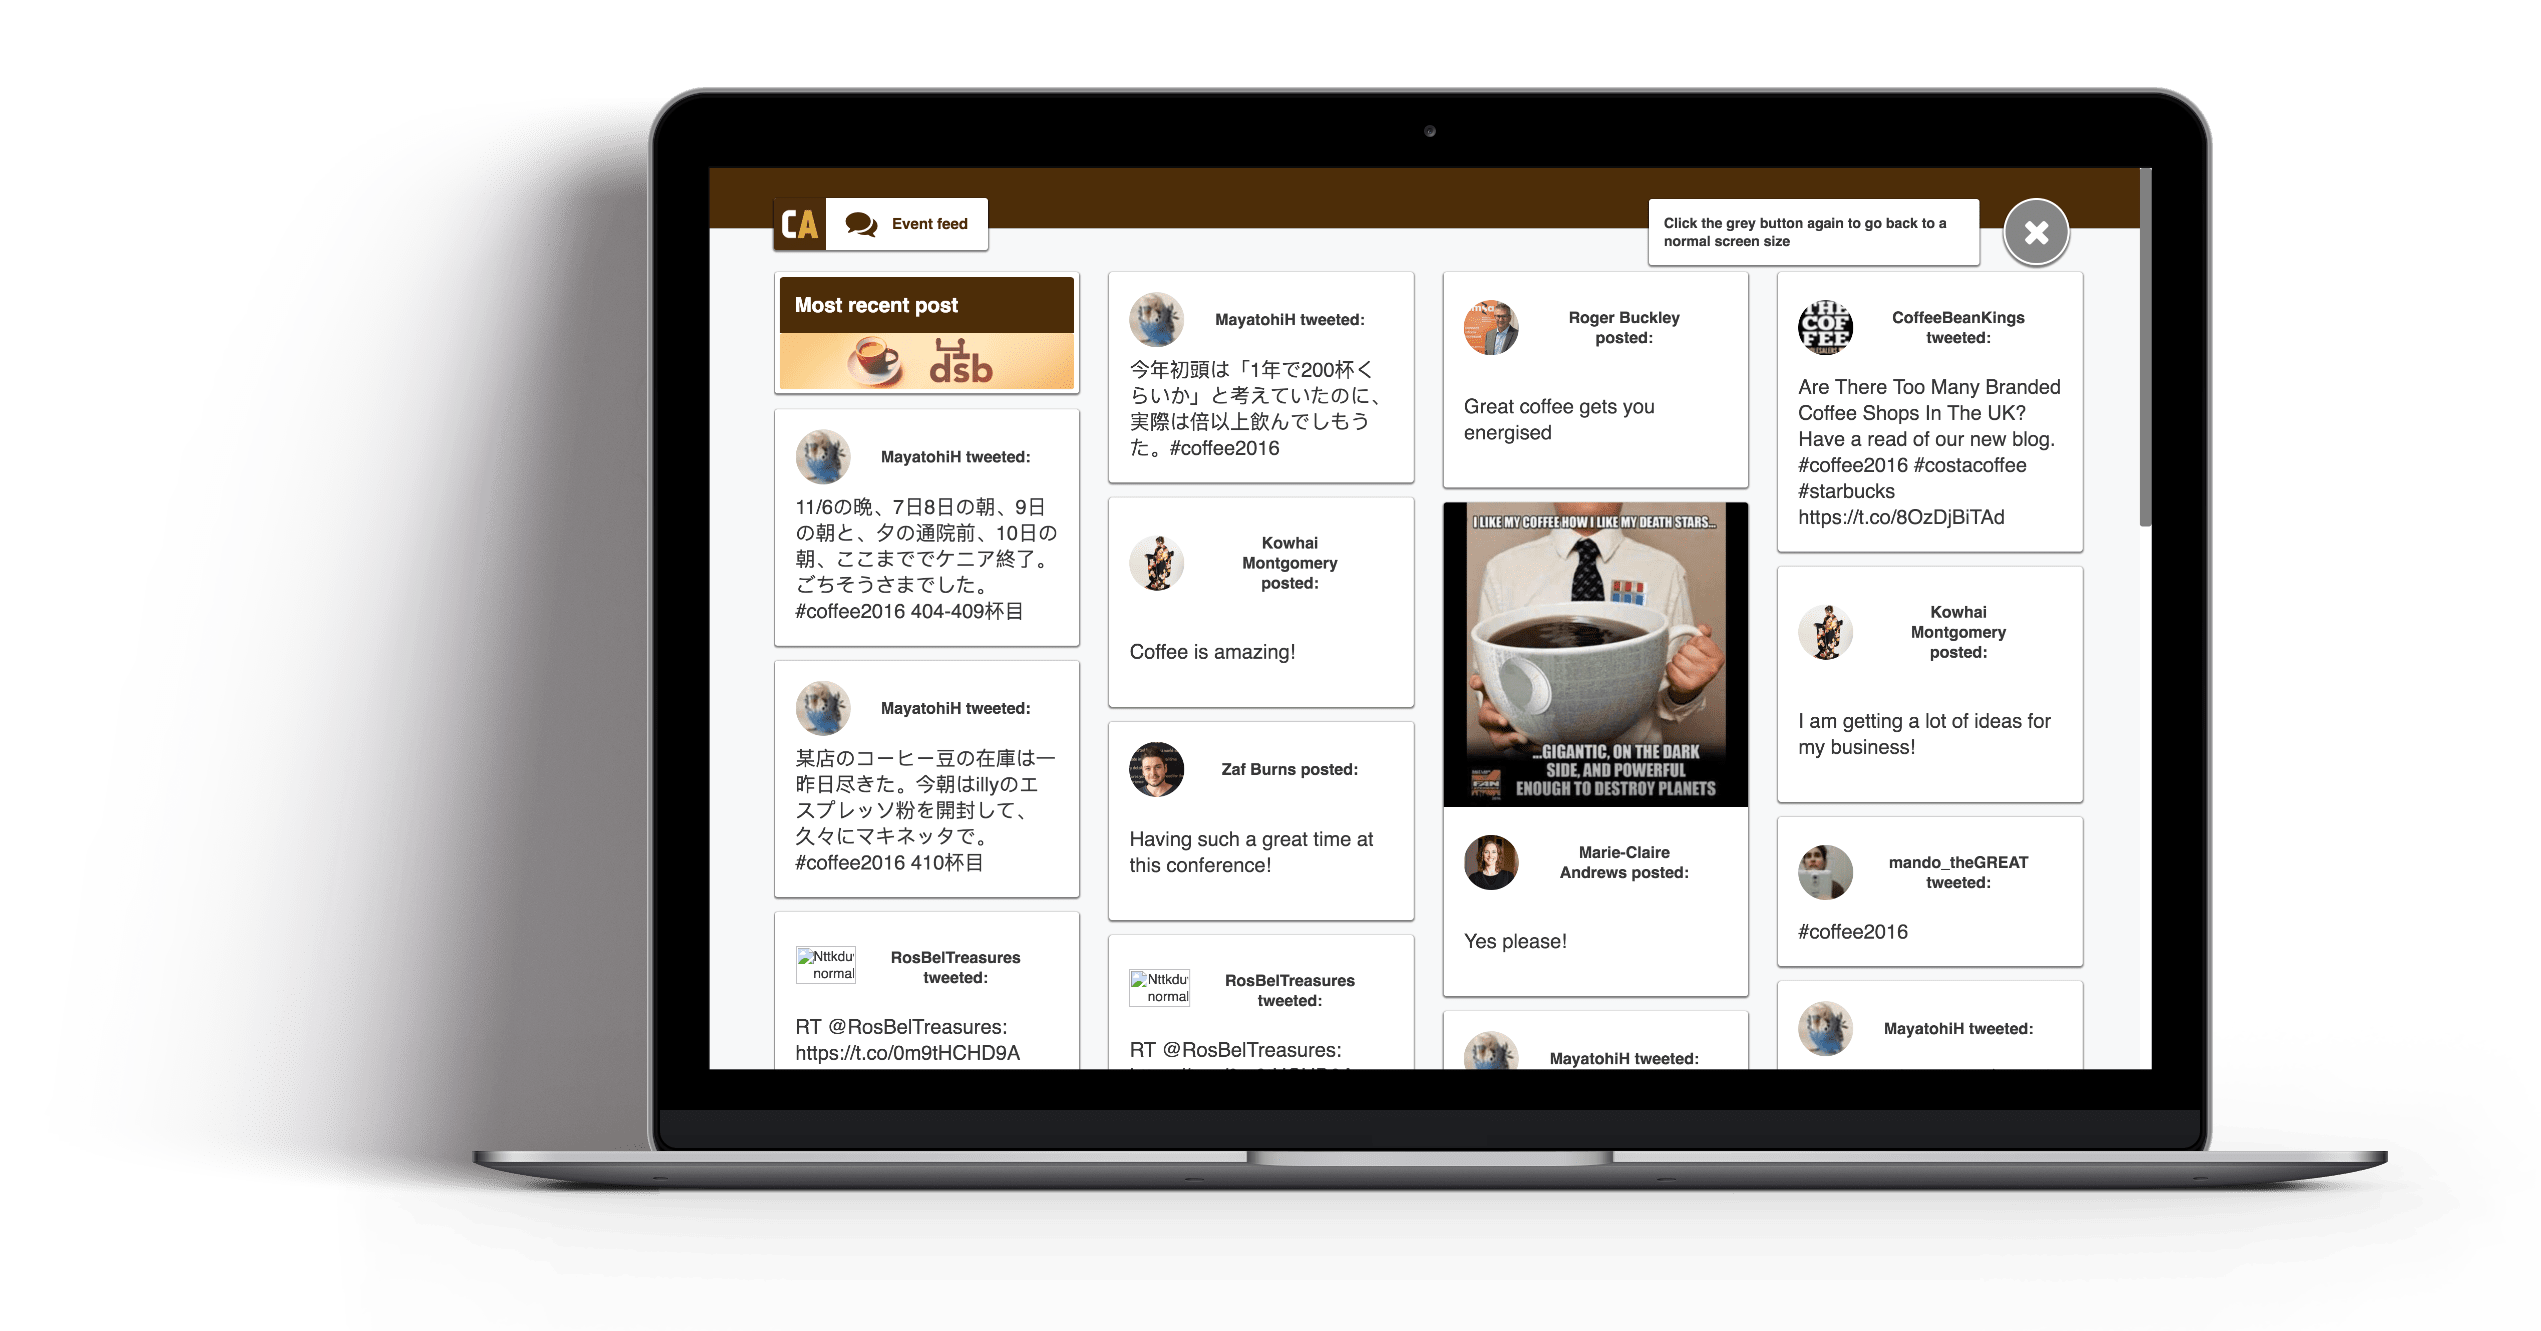 CA
Event feed
Click the grey button again to go back to a
normal screen size
Most recent post
dsb
MayatohiH tweeted:
11/6の晩、7日8日の朝、9日
の朝と、夕の通院前、10日の
朝、ここまででケニア終了。
ごちそうさまでした。
#coffee2016 404-409杯目
MayatohiH tweeted:
某店のコーヒー豆の在庫は一
昨日尽きた。今朝はillyのエ
スプレッソ粉を開封して、
久々にマキネッタで。
#coffee2016 410杯目
Nttkdu
normal
RosBelTreasures
tweeted:
RT @RosBelTreasures:
https://t.co/0m9tHCHD9A
MayatohiH tweeted:
今年初頭は「1年で200杯く
らいか」と考えていたのに、
実際は倍以上飲んでしもう
た。#coffee2016
Kowhai
Montgomery
posted:
Coffee is amazing!
Zaf Burns posted:
Having such a great time at
this conference!
Nttkdu
normal
RosBelTreasures
tweeted:
RT @RosBelTreasures:
Roger Buckley
posted:
Great coffee gets you
energised
I LIKE MY COFFEE HOW I LIKE MY DEATH STARS...
...GIGANTIC, ON THE DARK
SIDE, AND POWERFUL
ENOUGH TO DESTROY PLANETS
Marie-Claire
Andrews posted:
Yes please!
MayatohiH tweeted:
THE
COF
FEE
CoffeeBeanKings
tweeted:
Are There Too Many Branded
Coffee Shops In The UK?
Have a read of our new blog.
#coffee2016 #costacoffee
#starbucks
https://t.co/8OzDjBiTAd
Kowhai
Montgomery
posted:
I am getting a lot of ideas for
my business!
mando_theGREAT
tweeted:
#coffee2016
MayatohiH tweeted: